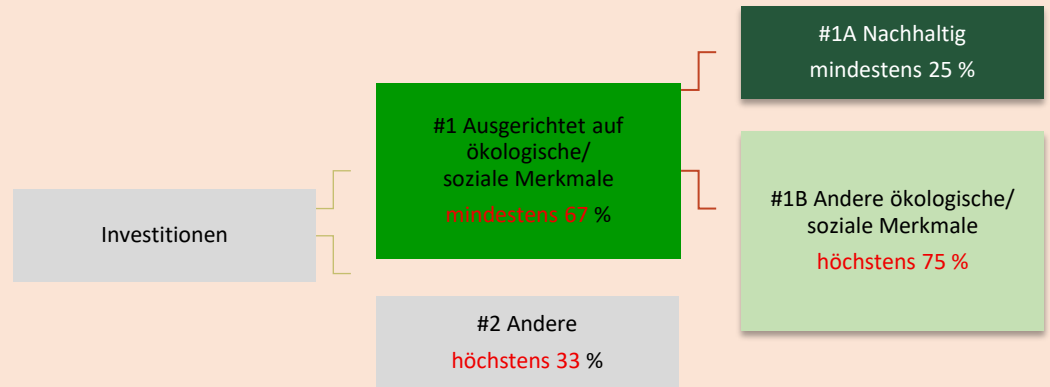 Investitionen
#1 Ausgerichtet auf
ökologische/
soziale Merkmale
mindestens 67 %
#2 Andere
höchstens 33 %
#1A Nachhaltig
mindestens 25 %
#1B Andere ökologische/
soziale Merkmale
höchstens 75 %